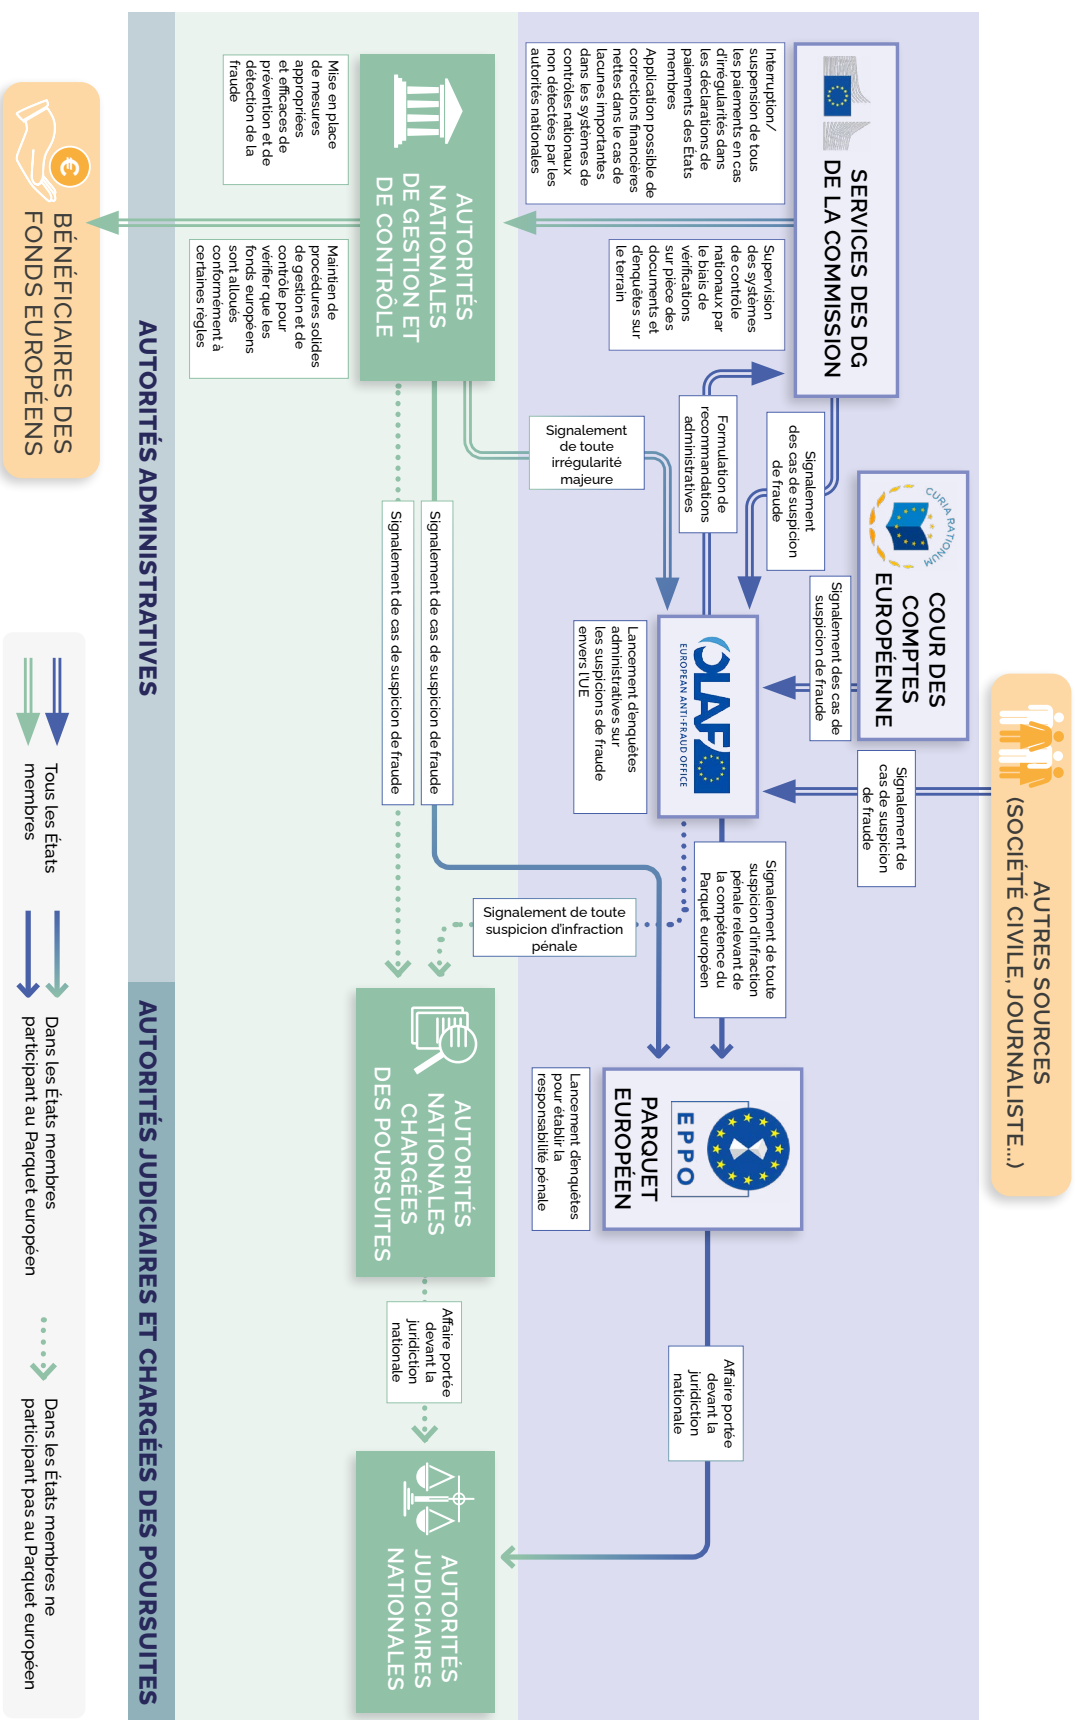 AUTRES SOURCES
(SOCIÉTÉ CIVILE, JOURNALISTE...)
SERVICES DES DG
DE LA COMMISSION
COUR DES
COMPTES
EUROPÉENNE
CURIA RATIONUM
Signalement de
cas de suspicion
de fraude
Signalement des cas de
suspicion de fraude
Signalement
des cas de suspicion
de fraude
Formulation de
recommandations
administratives
Interruption/
suspension de tous
les paiements en cas
d'irrégularités dans
les déclarations de
paiements des États
membres
Application possible de
corrections financières
nettes dans le cas de
lacunes importantes
dans les systèmes de
contrôles nationaux
non détectées par les
autorités nationales
Supervision
des systèmes
de contrôle
nationaux par
le biais de
vérifications
sur pièce des
documents et
d'enquêtes sur
le terrain
OLAF
EUROPEAN ANTI-FRAUD OFFICE
Lancement d'enquêtes
administratives sur
les suspicions de fraude
envers l'UE
Signalement de toute
suspicion d'infraction
pénale relevant de
la compétence du
Parquet européen
EPPO
PARQUET
EUROPÉEN
Lancement d'enquêtes
pour établir la
responsabilité pénale
Affaire portée
devant la
juridiction
nationale
Signalement
de toute
irrégularité
majeure
Signalement de toute
suspicion d'infraction
pénale
AUTORITÉS
NATIONALES
DE GESTION ET
DE CONTRÔLE
Signalement de cas de suspicion de fraude
Signalement de cas de suspicion de fraude
AUTORITÉS
NATIONALES
CHARGÉES
DES POURSUITES
Affaire portée
devant la
juridiction
nationale
AUTORITÉS
JUDICIAIRES
NATIONALES
Mise en place
de mesures
appropriées
et efficaces de
prévention et de
détection de la
fraude
Maintien de
procédures solides
de gestion et de
contrôle pour
vérifier que les
fonds européens
sont alloués
conformément à
certaines règles
AUTORITÉS ADMINISTRATIVES
AUTORITÉS JUDICIAIRES ET CHARGÉES DES POURSUITES
€
BÉNÉFICIAIRES DES
FONDS EUROPÉENS
Tous les États
membres
Dans les États membres
participant au Parquet européen
Dans les États membres ne
participant pas au Parquet européen